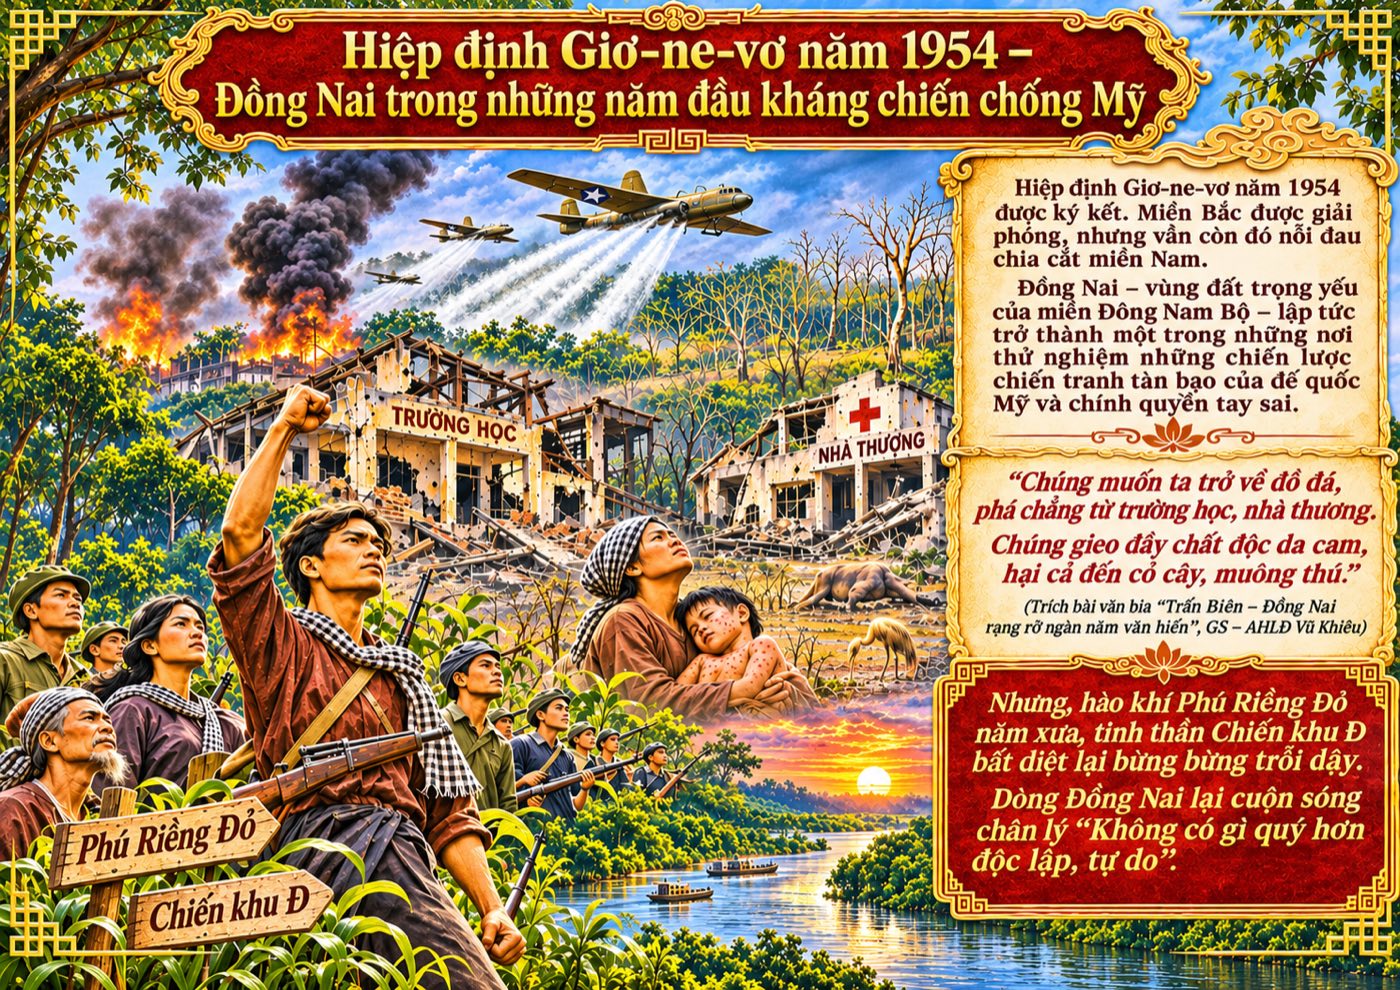 Hiệp định Giơ-ne-vơ năm 1954 –
Đồng Nai trong những năm đầu kháng chiến chống Mỹ
Hiệp định Giơ-ne-vơ năm 1954
được ký kết. Miền Bắc được giải
phóng, nhưng vẫn còn đó nỗi đau
chia cắt miền Nam.
Đồng Nai – vùng đất trọng yếu
của miền Đông Nam Bộ – lập tức
trở thành một trong những nơi
thử nghiệm những chiến lược
chiến tranh tàn bạo của đế quốc
Mỹ và chính quyền tay sai.
TRƯỜNG HỌC
NHÀ THƯỢNG
“Chúng muốn ta trở về đồ đá,
phá chẳng từ trường học, nhà thương.
Chúng gieo đầy chất độc da cam,
hại cả đến cỏ cây, muông thú.”
(Trích bài văn bia “Trấn Biên – Đồng Nai
rạng rỡ ngàn năm văn hiến”, GS – AHLĐ Vũ Khiêu)
Nhưng, hào khí Phú Riềng Đỏ
năm xưa, tinh thần Chiến khu Đ
bất diệt lại bừng bừng trỗi dậy.
Dòng Đồng Nai lại cuộn sóng
chân lý “Không có gì quý hơn
độc lập, tự do”.
Phú Riềng Đỏ
Chiến khu Đ